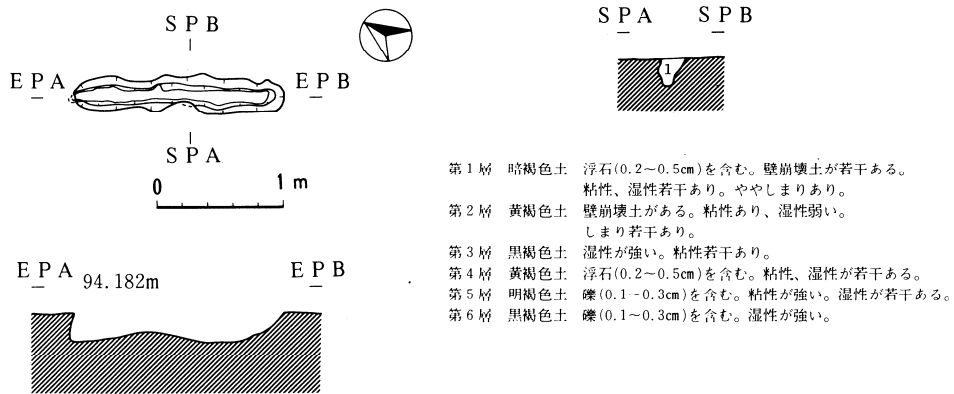 SPB
EPA EPB
SPA
0 1m
EPA 94.182m EPB
SPA SPB
1
第1層 暗褐色土 浮石(0.2~0.5cm)を含む。壁崩壊土が若干ある。
粘性、湿性若干あり。ややしまりあり。
第2層 黄褐色土 壁崩壊土がある。粘性あり、湿性弱い。
しまり若干あり。
第3層 黒褐色土 湿性が強い。粘性若干あり。
第4層 黄褐色土 浮石(0.2~0.5cm)を含む。粘性、湿性が若干ある。
第5層 明褐色土 礫(0.1-0.3cm)を含む。粘性が強い。湿性が若干ある。
第6層 黒褐色土 礫(0.1~0.3cm)を含む。湿性が強い。